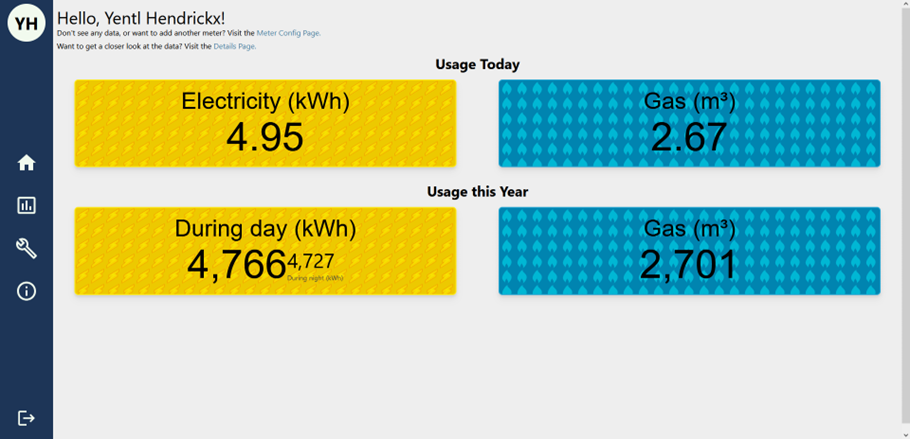 YH
Hello, Yentl Hendrickx!
Don't see any data, or want to add another meter? Visit the Meter Config Page.
Want to get a closer look at the data? Visit the Details Page.
Usage Today
Electricity (kWh)
4.95
Gas (m³)
2.67
Usage this Year
During day (kWh)
4,766
4,727
During night (kWh)
Gas (m³)
2,701